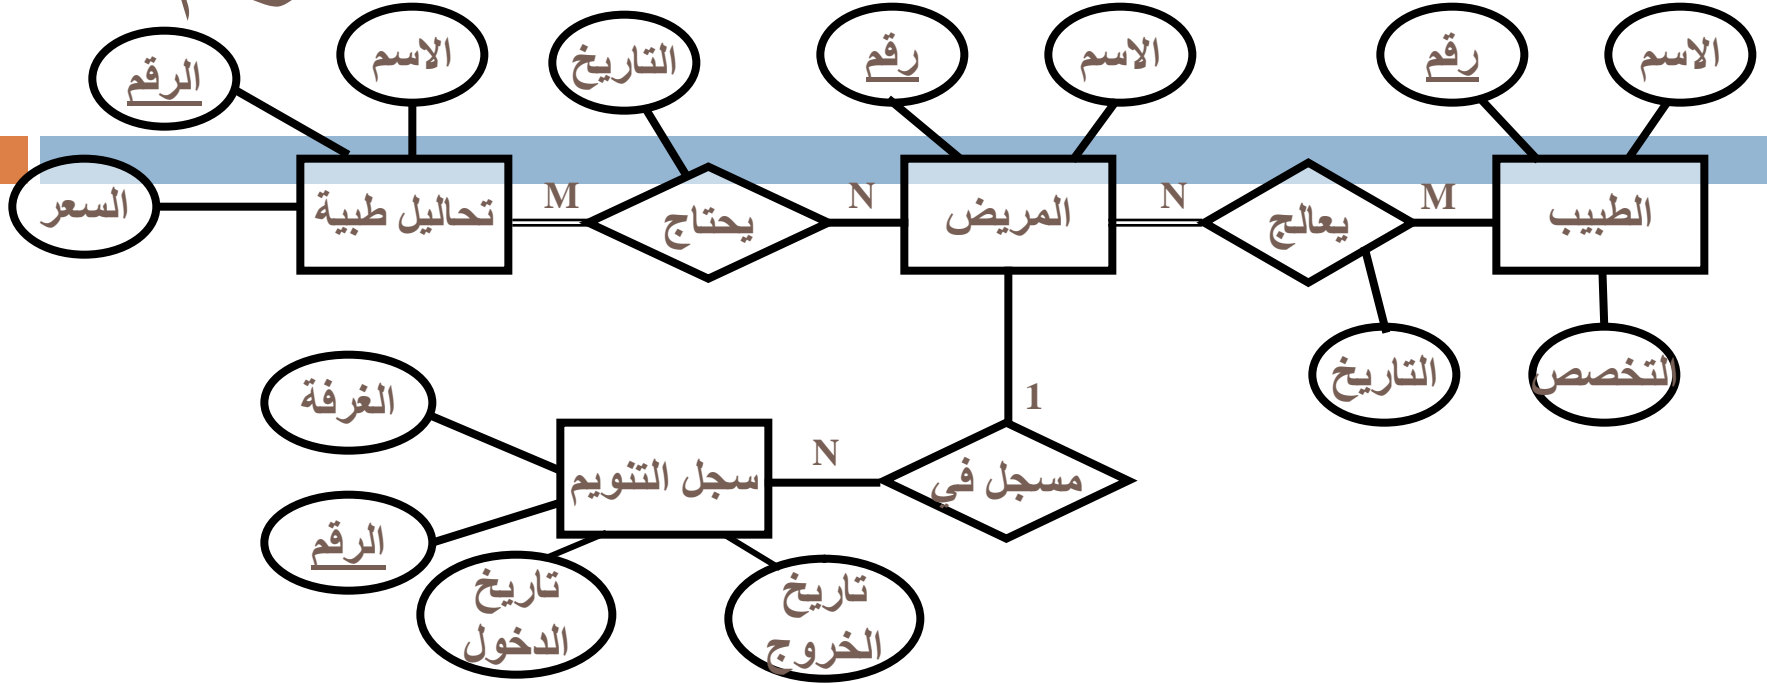 الاسم
رقم
الاسم
رقم
التاريخ
الاسم
الرقم
الطبيب
M
يعالج
N
المريض
N
يحتاج
M
تحاليل طبية
السعر
التخصص
التاريخ
1
الغرفة
مسجل في
N
سجل التنويم
الرقم
تاريخ
الخروج
تاريخ
الدخول